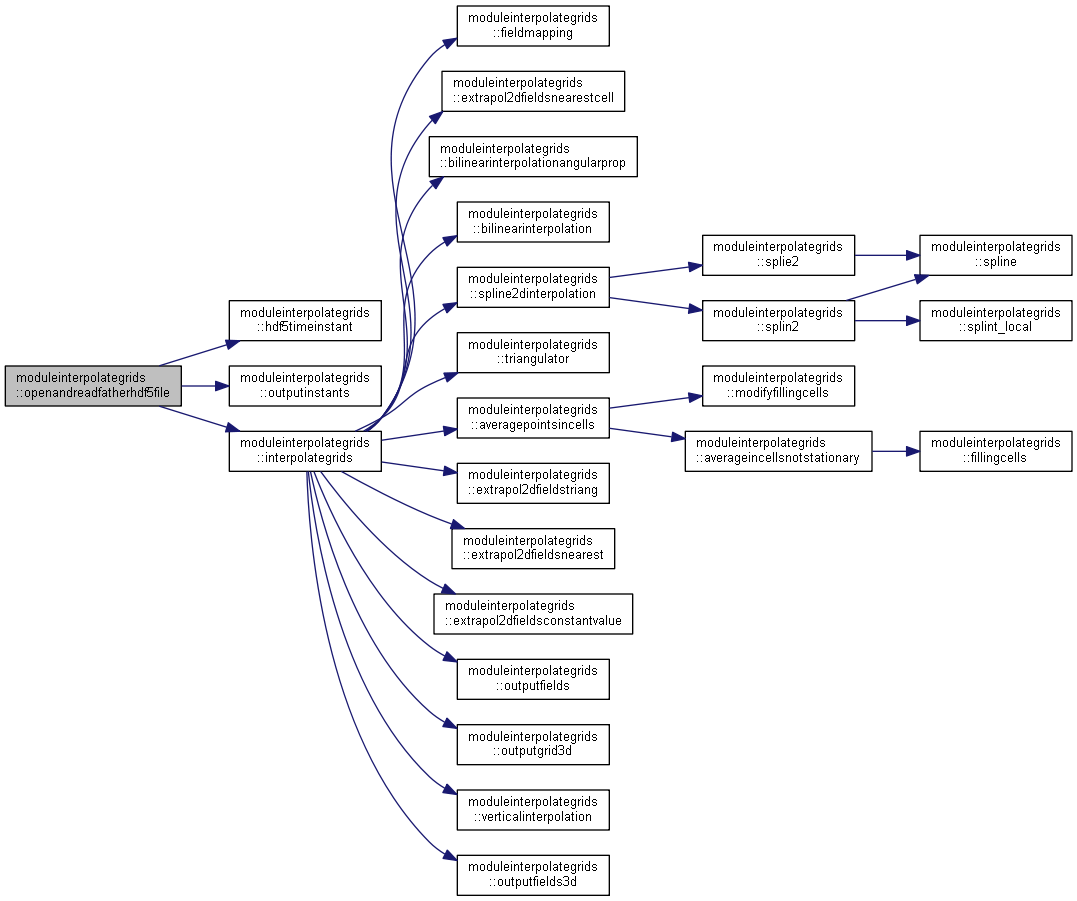 moduleinterpolategrids
::openandreadfatherhdf5file
moduleinterpolategrids
::hdf5timeinstant
moduleinterpolategrids
::outputinstants
moduleinterpolategrids
::interpolategrids
moduleinterpolategrids
::fieldmapping
moduleinterpolategrids
::extrapol2dfieldsnearestcell
moduleinterpolategrids
::bilinearinterpolationangularprop
moduleinterpolategrids
::bilinearinterpolation
moduleinterpolategrids
::spline2dinterpolation
moduleinterpolategrids
::triangulator
moduleinterpolategrids
::averagepointsincells
moduleinterpolategrids
::extrapol2dfieldstriang
moduleinterpolategrids
::extrapol2dfieldsnearest
moduleinterpolategrids
::extrapol2dfieldsconstantvalue
moduleinterpolategrids
::outputfields
moduleinterpolategrids
::outputgrid3d
moduleinterpolategrids
::verticalinterpolation
moduleinterpolategrids
::outputfields3d
moduleinterpolategrids
::splie2
moduleinterpolategrids
::splin2
moduleinterpolategrids
::modifyfillingcells
moduleinterpolategrids
::averageincellsnotstationary
moduleinterpolategrids
::spline
moduleinterpolategrids
::splint_local
moduleinterpolategrids
::fillingcells